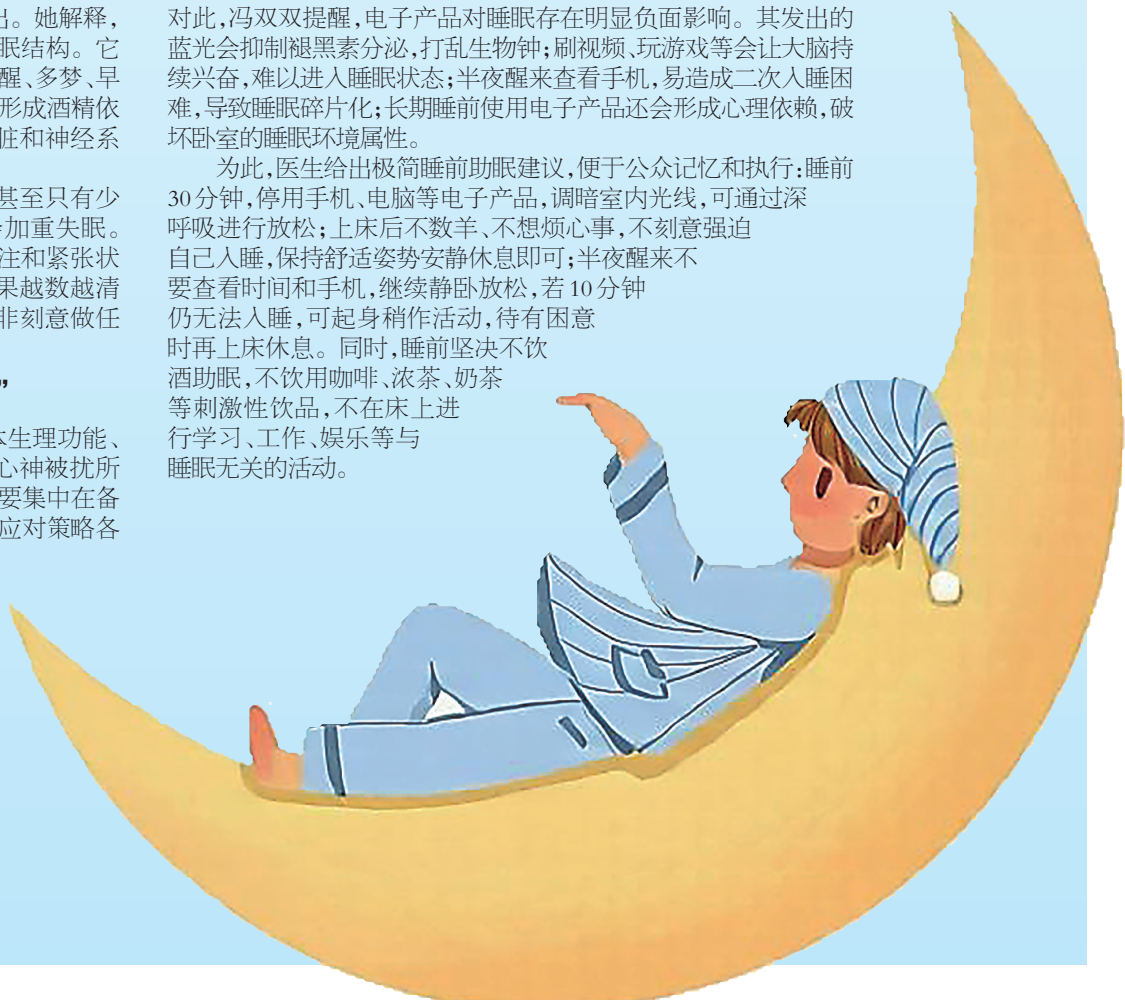 出。她解释,
眠结构。它
醒、多梦、早
形成酒精依
脏和神经系
甚至只有少
加重失眠。
注和紧张状
果越数越清
非刻意做任
”
本生理功能、
心神被扰所
要集中在备
应对策略各
对此,冯双双提醒,电子产品对睡眠存在明显负面影响。其发出的
蓝光会抑制褪黑素分泌,打乱生物钟;刷视频、玩游戏等会让大脑持
续兴奋,难以进入睡眠状态;半夜醒来查看手机,易造成二次入睡困
难,导致睡眠碎片化;长期睡前使用电子产品还会形成心理依赖,破
坏卧室的睡眠环境属性。
为此,医生给出极简睡前助眠建议,便于公众记忆和执行:睡前
30分钟,停用手机、电脑等电子产品,调暗室内光线,可通过深
呼吸进行放松;上床后不数羊、不想烦心事,不刻意强迫
自己入睡,保持舒适姿势安静休息即可;半夜醒来不
要查看时间和手机,继续静卧放松,若10分钟
仍无法入睡,可起身稍作活动,待有困意
时再上床休息。同时,睡前坚决不饮
酒助眠,不饮用咖啡、浓茶、奶茶
等刺激性饮品,不在床上进
行学习、工作、娱乐等与
睡眠无关的活动。